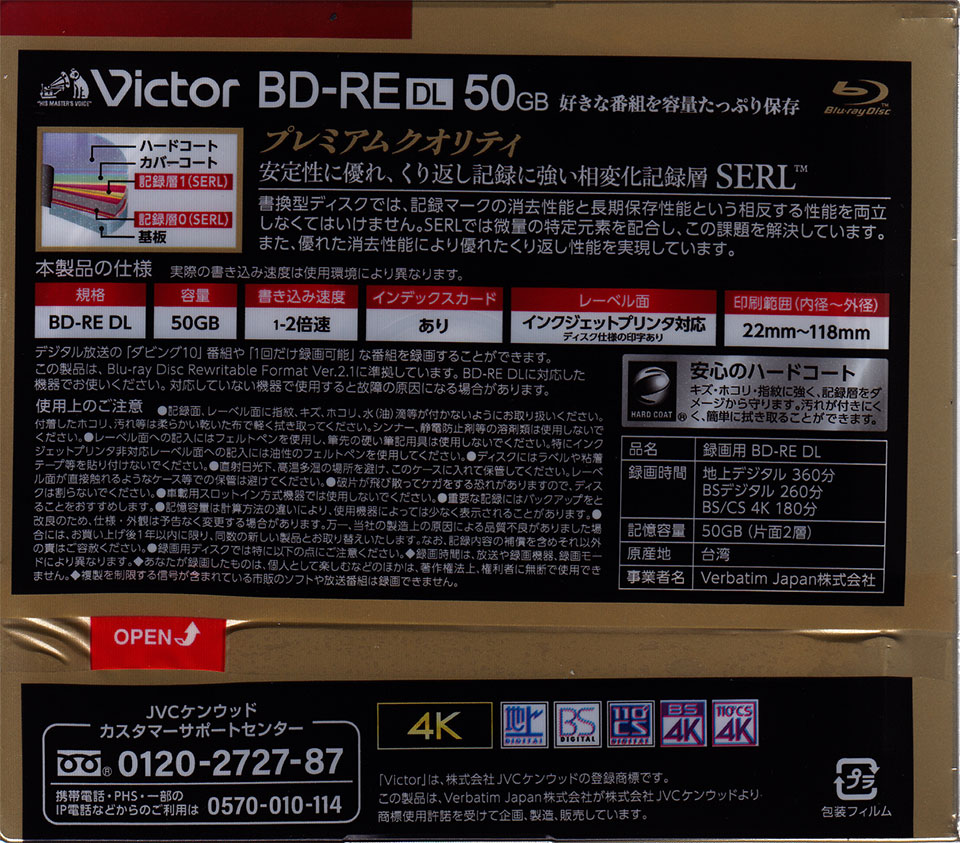 "HIS MASTER'S VOICE"
Victor BD-RE DL 50GB 好きな番組を容量たっぷり保存
Blu-ray Disc™
ハードコート
カバーコート
記録層1(SERL)
記録層0(SERL)
基板
プレミアムクオリティ
安定性に優れ、くり返し記録に強い相変化記録層 SERL™
書換型ディスクでは、記録マークの消去性能と長期保存性能という相反する性能を両立
しなくてはいけません。SERLでは微量の特定元素を配合し、この課題を解決しています。
また、優れた消去性能により優れたくり返し性能を実現しています。
本製品の仕様 実際の書き込み速度は使用環境により異なります。
規格 容量 書き込み速度 インデックスカード レーベル面 印刷範囲(内径〜外径)
BD-RE DL 50GB 1-2倍速 あり インクジェットプリンタ対応 22mm〜118mm
ディスク仕様の印字あり
デジタル放送の「ダビング10」番組や「1回だけ録画可能」な番組を録画することができます。
この製品は、Blu-ray Disc Rewritable Format Ver.2.1に準拠しています。BD-RE DLに対応した
機器でお使いください。対応していない機器で使用すると故障の原因になる場合があります。
使用上のご注意 ●記録面、レーベル面に指紋、キズ、ホコリ、水(油)滴等が付かないようにお取り扱いください。
付着したホコリ、汚れ等は柔らかい乾いた布で軽く拭き取ってください。シンナー、静電防止剤等の溶剤類は使用しないで
ください。●レーベル面への記入にはフェルトペンを使用し、筆先の硬い筆記用具は使用しないでください。特にインク
ジェットプリンタ非対応レーベル面への記入には油性のフェルトペンを使用してください。●ディスクにはラベルや粘着
テープ等を貼り付けないでください。●直射日光下、高温多湿の場所を避け、このケースに入れて保管してください。レーベ
ル面が直接触れるようなケース等での保管は避けてください。●破片が飛び散ってケガをする恐れがありますので、ディス
クは割らないでください。●車載用スロットイン方式機器では使用しないでください。●重要な記録にはバックアップをと
ることをおすすめします。●記憶容量は計算方法の違いにより、使用機器によっては少なく表示されることがあります。●
改良のため、仕様・外観は予告なく変更する場合があります。万一、当社の製造上の原因による品質不良がありました場
合には、お買い上げ後1年以内に限り、同数の新しい製品とお取り替えいたします。なお、記録内容の補償を含めそれ以外
の責はご容赦ください。●録画用ディスクでは特に以下の点にご注意ください。◆録画時間は、放送や録画機器、録画モー
ドにより異なります。◆あなたが録画したものは、個人として楽しむなどのほかは、著作権法上、権利者に無断で使用でき
ません。◆複製を制限する信号が含まれている市販のソフトや放送番組は録画できません。
HARD COAT ®
安心のハードコート
キズ・ホコリ・指紋に強く、記録層をダ
メージから守ります。汚れが付きにく
く、簡単に拭き取ることができます。
品名 録画用 BD-RE DL
録画時間 地上デジタル 360分
BSデジタル 260分
BS/CS 4K 180分
記憶容量 50GB (片面2層)
原産地 台湾
事業者名 Verbatim Japan株式会社
OPEN
JVCケンウッド
カスタマーサポートセンター
® 0120-2727-87
携帯電話・PHS・一部の
IP電話などからのご利用は 0570-010-114
4K
地上 DIGITAL
BS DIGITAL
110°CS DIGITAL
BS 4K
110°CS 4K
「Victor」は、株式会社JVCケンウッドの登録商標です。
この製品は、Verbatim Japan株式会社が株式会社JVCケンウッドより
商標使用許諾を受けて企画、製造、販売しています。
プラ
包装フィルム